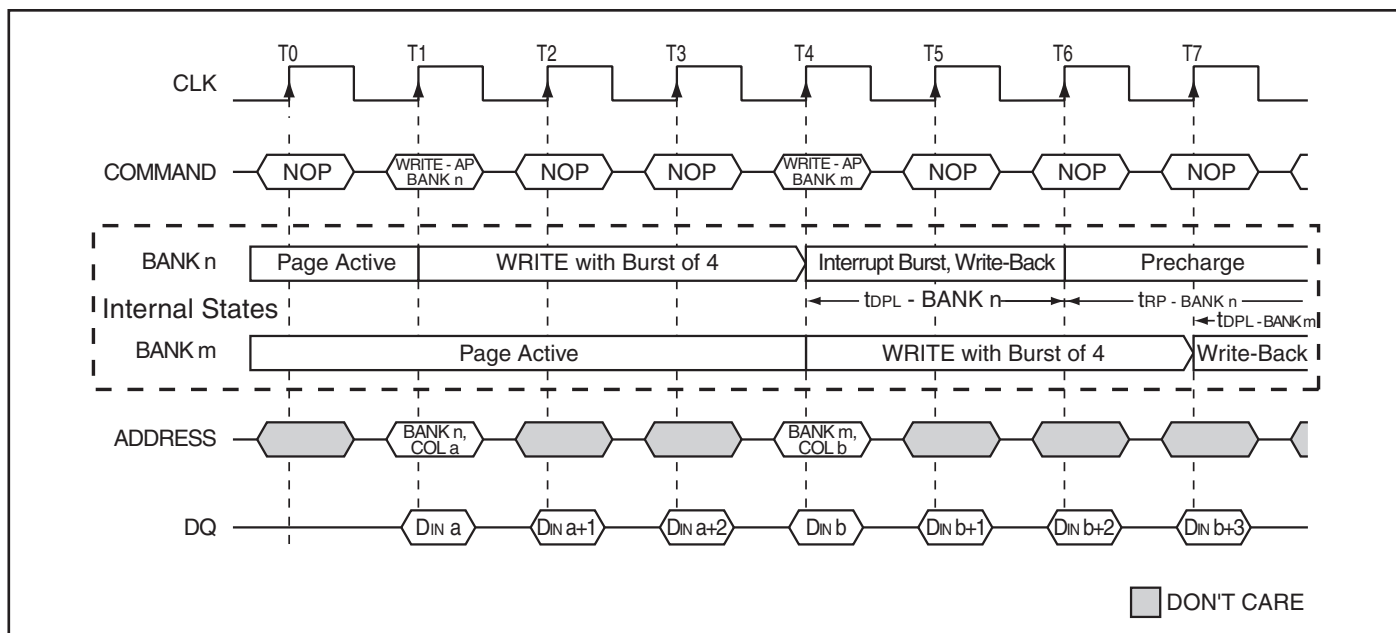 T0 T1 T2 T3 T4 T5 T6 T7
CLK
COMMAND NOP WRITE - AP BANK n NOP NOP WRITE - AP BANK m NOP NOP NOP
BANK n Page Active WRITE with Burst of 4 Interrupt Burst, Write-Back Precharge
tDPL - BANK n tRP - BANK n
Internal States
tDPL - BANK m
BANK m Page Active WRITE with Burst of 4 Write-Back
ADDRESS BANK n, COL a BANK m, COL b
DQ DIN a DIN a+1 DIN a+2 DIN b DIN b+1 DIN b+2 DIN b+3
DON'T CARE